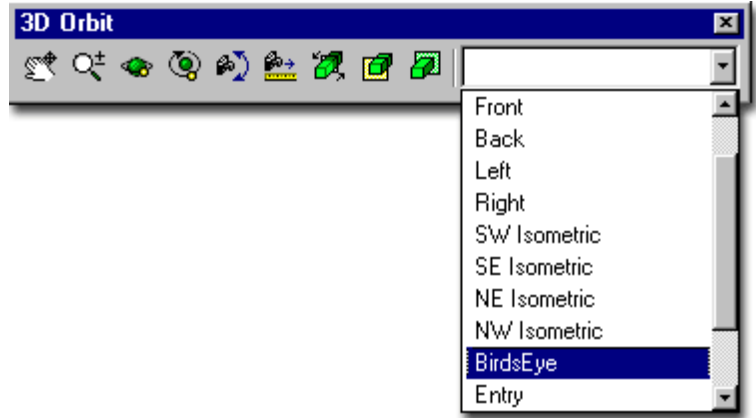 3D Orbit
Front
Back
Left
Right
SW Isometric
SE Isometric
NE Isometric
NW Isometric
BirdsEye
Entry